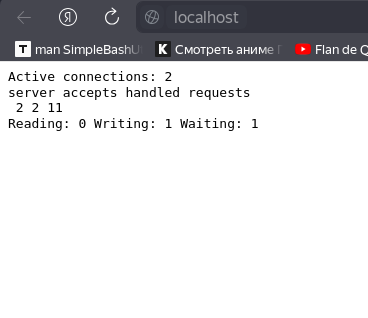 Я localhost
T man SimpleBashU K Смотреть аниме Flan de Q
Active connections: 2
server accepts handled requests
2 2 11
Reading: 0 Writing: 1 Waiting: 1